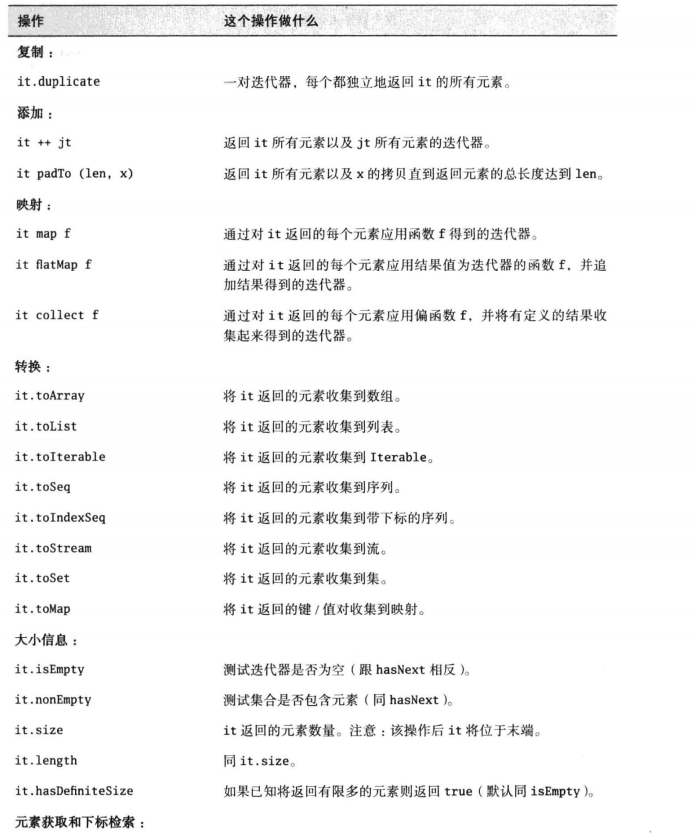 操作 这个操作做什么
复制：
it.duplicate 一对迭代器，每个都独立地返回 it 的所有元素。
添加：
it ++ jt 返回 it 所有元素以及 jt 所有元素的迭代器。
it padTo (len, x) 返回 it 所有元素以及 x 的拷贝直到返回元素的总长度达到 len。
映射：
it map f 通过对 it 返回的每个元素应用函数 f 得到的迭代器。
it flatMap f 通过对 it 返回的每个元素应用结果值为迭代器的函数 f，并追
加结果得到的迭代器。
it collect f 通过对 it 返回的每个元素应用偏函数 f，并将有定义的结果收
集起来得到的迭代器。
转换：
it.toArray 将 it 返回的元素收集到数组。
it.toList 将 it 返回的元素收集到列表。
it.toIterable 将 it 返回的元素收集到 Iterable。
it.toSeq 将 it 返回的元素收集到序列。
it.toIndexSeq 将 it 返回的元素收集到带下标的序列。
it.toStream 将 it 返回的元素收集到流。
it.toSet 将 it 返回的元素收集到集。
it.toMap 将 it 返回的键 / 值对收集到映射。
大小信息：
it.isEmpty 测试迭代器是否为空（跟 hasNext 相反）。
it.nonEmpty 测试集合是否包含元素（同 hasNext）。
it.size it 返回的元素数量。注意：该操作后 it 将位于末端。
it.length 同 it.size。
it.hasDefiniteSize 如果已知将返回有限多的元素则返回 true（默认同 isEmpty）。
元素获取和下标检索：